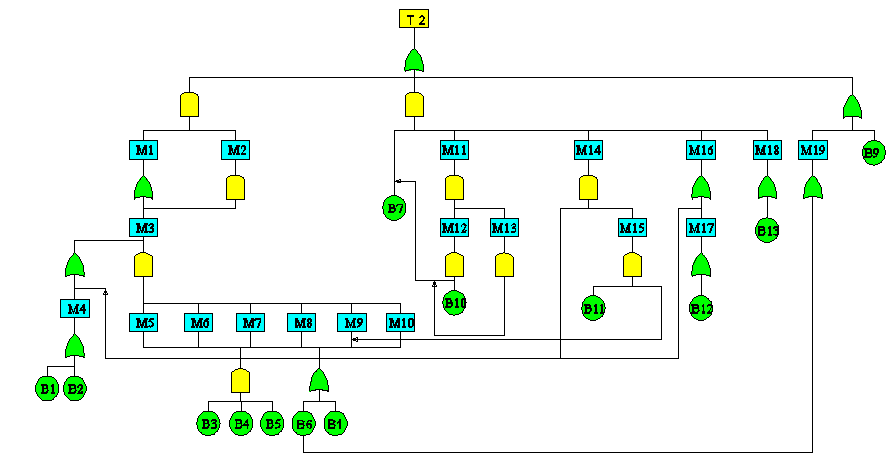 T 2
M1 M2 M11 M14 M16 M18 M19 B9
B7
M3 M12 M13 M15 M17 B13
M4 B10 B11 B12
M5 M6 M7 M8 M9 M10
B1 B2
B3 B4 B5 B6 B1